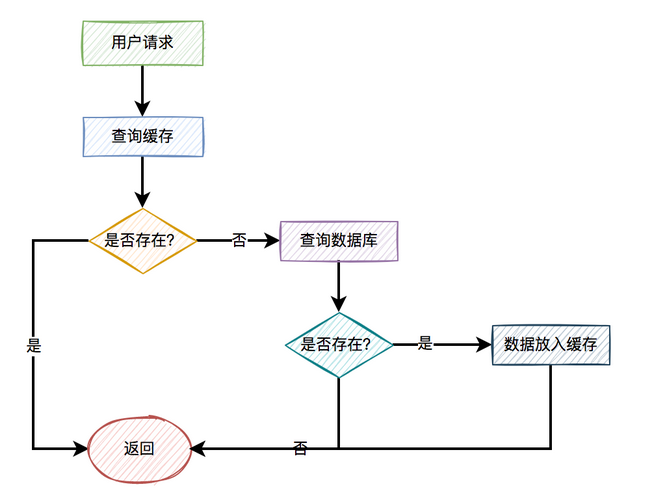 用户请求
查询缓存
是否存在?
否
查询数据库
是
是否存在?
是
数据放入缓存
返回
否